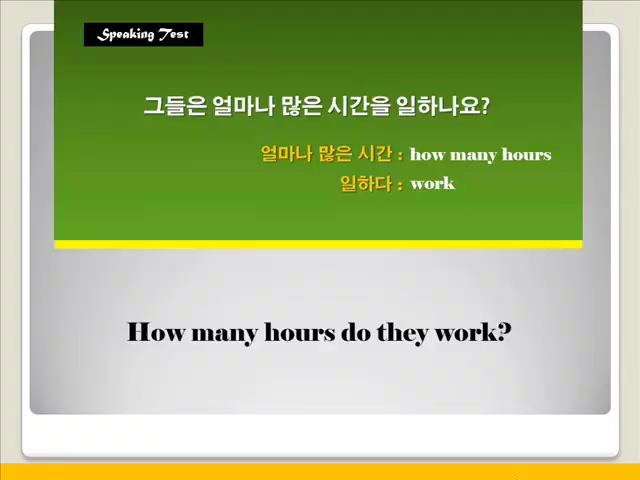 Speaking Test
그들은 얼마나 많은 시간을 일하나요?
얼마나 많은 시간 : how many hours
일하다 : work
How many hours do they work?